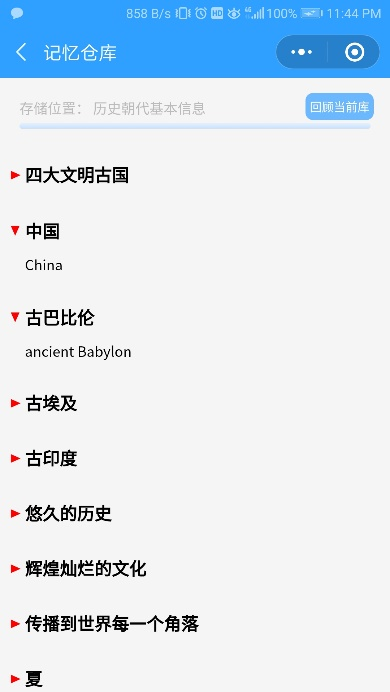 858 B/s HD 4G 100% 11:44 PM
记忆仓库
存储位置： 历史朝代基本信息
回顾当前库
四大文明古国
中国
China
古巴比伦
ancient Babylon
古埃及
古印度
悠久的历史
辉煌灿烂的文化
传播到世界每一个角落
夏